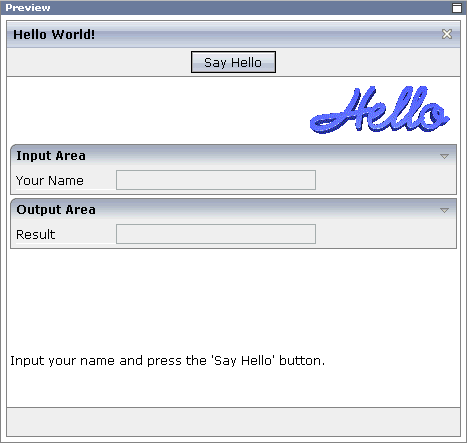 Preview
Hello World!
Say Hello
Hello
Input Area
Your Name
Output Area
Result
Input your name and press the 'Say Hello' button.